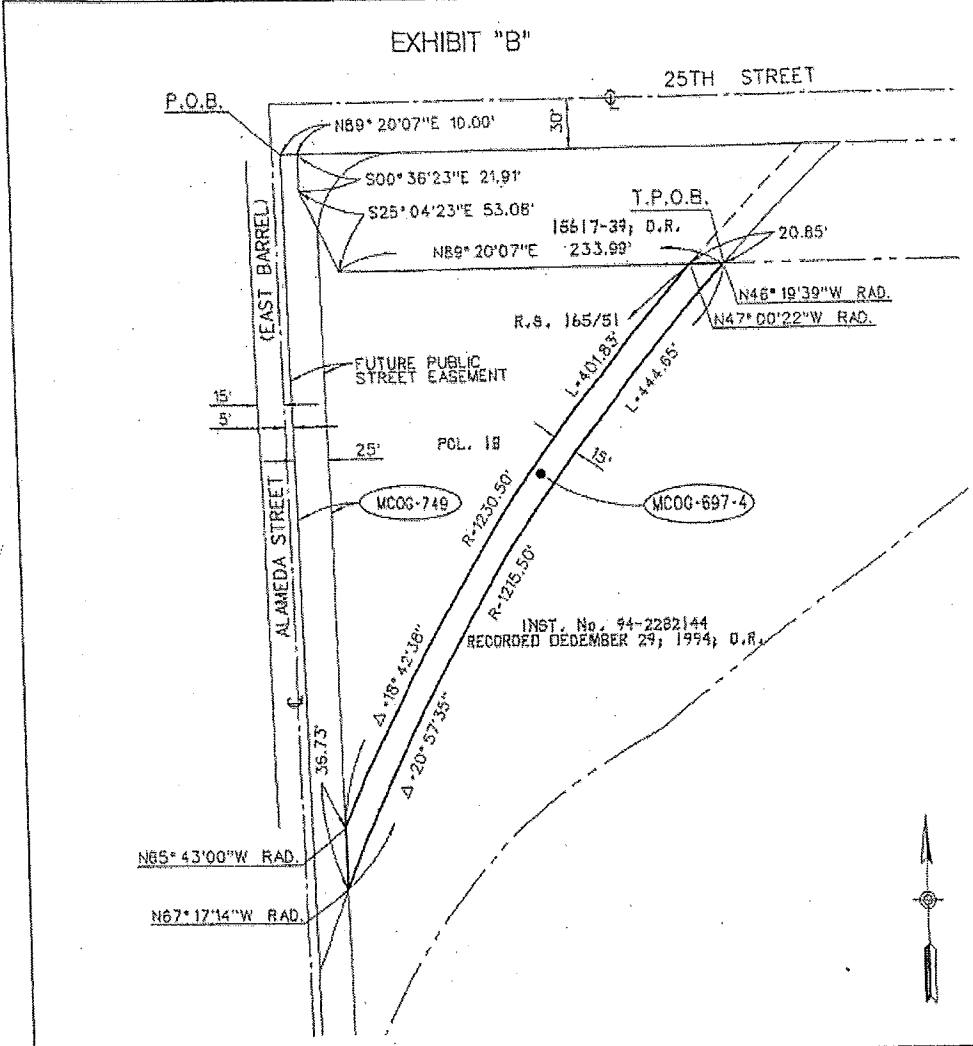 EXHIBIT "B"
25TH STREET
P.O.B.
N89°20'07"E 10.00'
30'
S00°36'23"E 21.91'
S25°04'23"E 53.08'
T.P.O.B.
18617-39; O.R.
N89°20'07"E 233.99'
20.85'
N46°19'39"W RAD.
N47°00'22"W RAD.
R.S. 165/51
(EAST BARREL)
FUTURE PUBLIC
STREET EASEMENT
L=401.83'
L=444.65'
15'
5'
25'
POL. 18
15'
MCOG-749
MCOG-697-4
ALAMEDA STREET
R=1230.50'
R=1215.50'
INST. No. 94-2282144
RECORDED DECEMBER 29, 1994; O.R.
Δ=18°42'38"
Δ=20°57'35"
36.73'
N65°43'00"W RAD.
N67°17'14"W RAD.